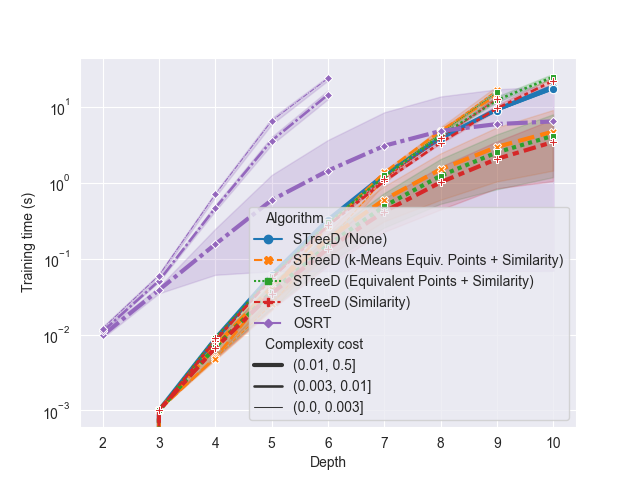 10¹
10⁰
10⁻¹
10⁻²
10⁻³
Training time (s)
2 3 4 5 6 7 8 9 10
Depth
Algorithm
STreeD (None)
STreeD (k-Means Equiv. Points + Similarity)
STreeD (Equivalent Points + Similarity)
STreeD (Similarity)
OSRT
Complexity cost
(0.01, 0.5]
(0.003, 0.01]
(0.0, 0.003]